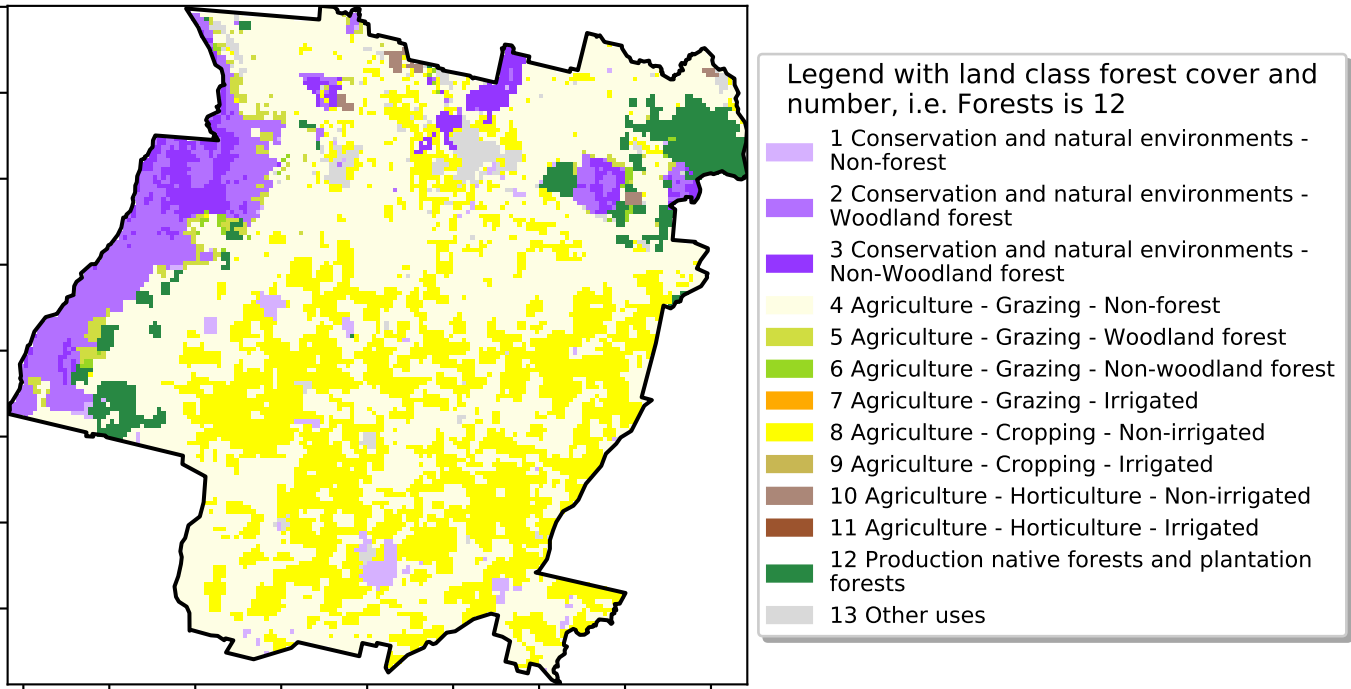 Legend with land class forest cover and
number, i.e. Forests is 12
1 Conservation and natural environments -
Non-forest
2 Conservation and natural environments -
Woodland forest
3 Conservation and natural environments -
Non-Woodland forest
4 Agriculture - Grazing - Non-forest
5 Agriculture - Grazing - Woodland forest
6 Agriculture - Grazing - Non-woodland forest
7 Agriculture - Grazing - Irrigated
8 Agriculture - Cropping - Non-irrigated
9 Agriculture - Cropping - Irrigated
10 Agriculture - Horticulture - Non-irrigated
11 Agriculture - Horticulture - Irrigated
12 Production native forests and plantation
forests
13 Other uses